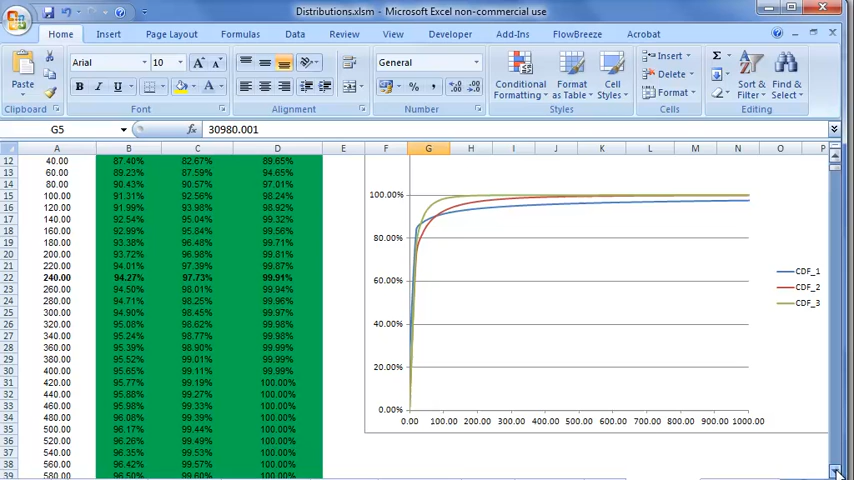 Distributions.xlsm - Microsoft Excel non-commercial use
Home Insert Page Layout Formulas Data Review View Developer Add-Ins FlowBreeze Acrobat
Paste
Arial 10
General
Conditional Formatting
Format as Table
Cell Styles
Insert
Delete
Format
Sort & Filter
Find & Select
Clipboard Font Alignment Number Styles Cells Editing
G5 fx 30980.001
A B C D E F G H I J K L M N O P
12 40.00 87.40% 82.67% 89.65%
13 60.00 89.23% 87.59% 94.65%
14 80.00 90.43% 90.57% 97.01%
15 100.00 91.31% 92.56% 98.24%
16 120.00 91.99% 93.98% 98.92%
17 140.00 92.54% 95.04% 99.32%
18 160.00 92.99% 95.84% 99.56%
19 180.00 93.38% 96.48% 99.71%
20 200.00 93.72% 96.98% 99.81%
21 220.00 94.01% 97.39% 99.87%
22 240.00 94.27% 97.73% 99.91%
23 260.00 94.50% 98.01% 99.94%
24 280.00 94.71% 98.25% 99.96%
25 300.00 94.90% 98.45% 99.97%
26 320.00 95.08% 98.62% 99.98%
27 340.00 95.24% 98.77% 99.99%
28 360.00 95.39% 98.90% 99.99%
29 380.00 95.52% 99.01% 99.99%
30 400.00 95.65% 99.11% 99.99%
31 420.00 95.77% 99.19% 100.00%
32 440.00 95.88% 99.27% 100.00%
33 460.00 95.98% 99.33% 100.00%
34 480.00 96.08% 99.39% 100.00%
35 500.00 96.17% 99.44% 100.00%
36 520.00 96.26% 99.49% 100.00%
37 540.00 96.35% 99.53% 100.00%
38 560.00 96.42% 99.57% 100.00%
39 580.00 96.50% 99.60% 100.00%
100.00%
80.00%
60.00%
40.00%
20.00%
0.00%
0.00 100.00 200.00 300.00 400.00 500.00 600.00 700.00 800.00 900.00 1000.00
CDF_1
CDF_2
CDF_3